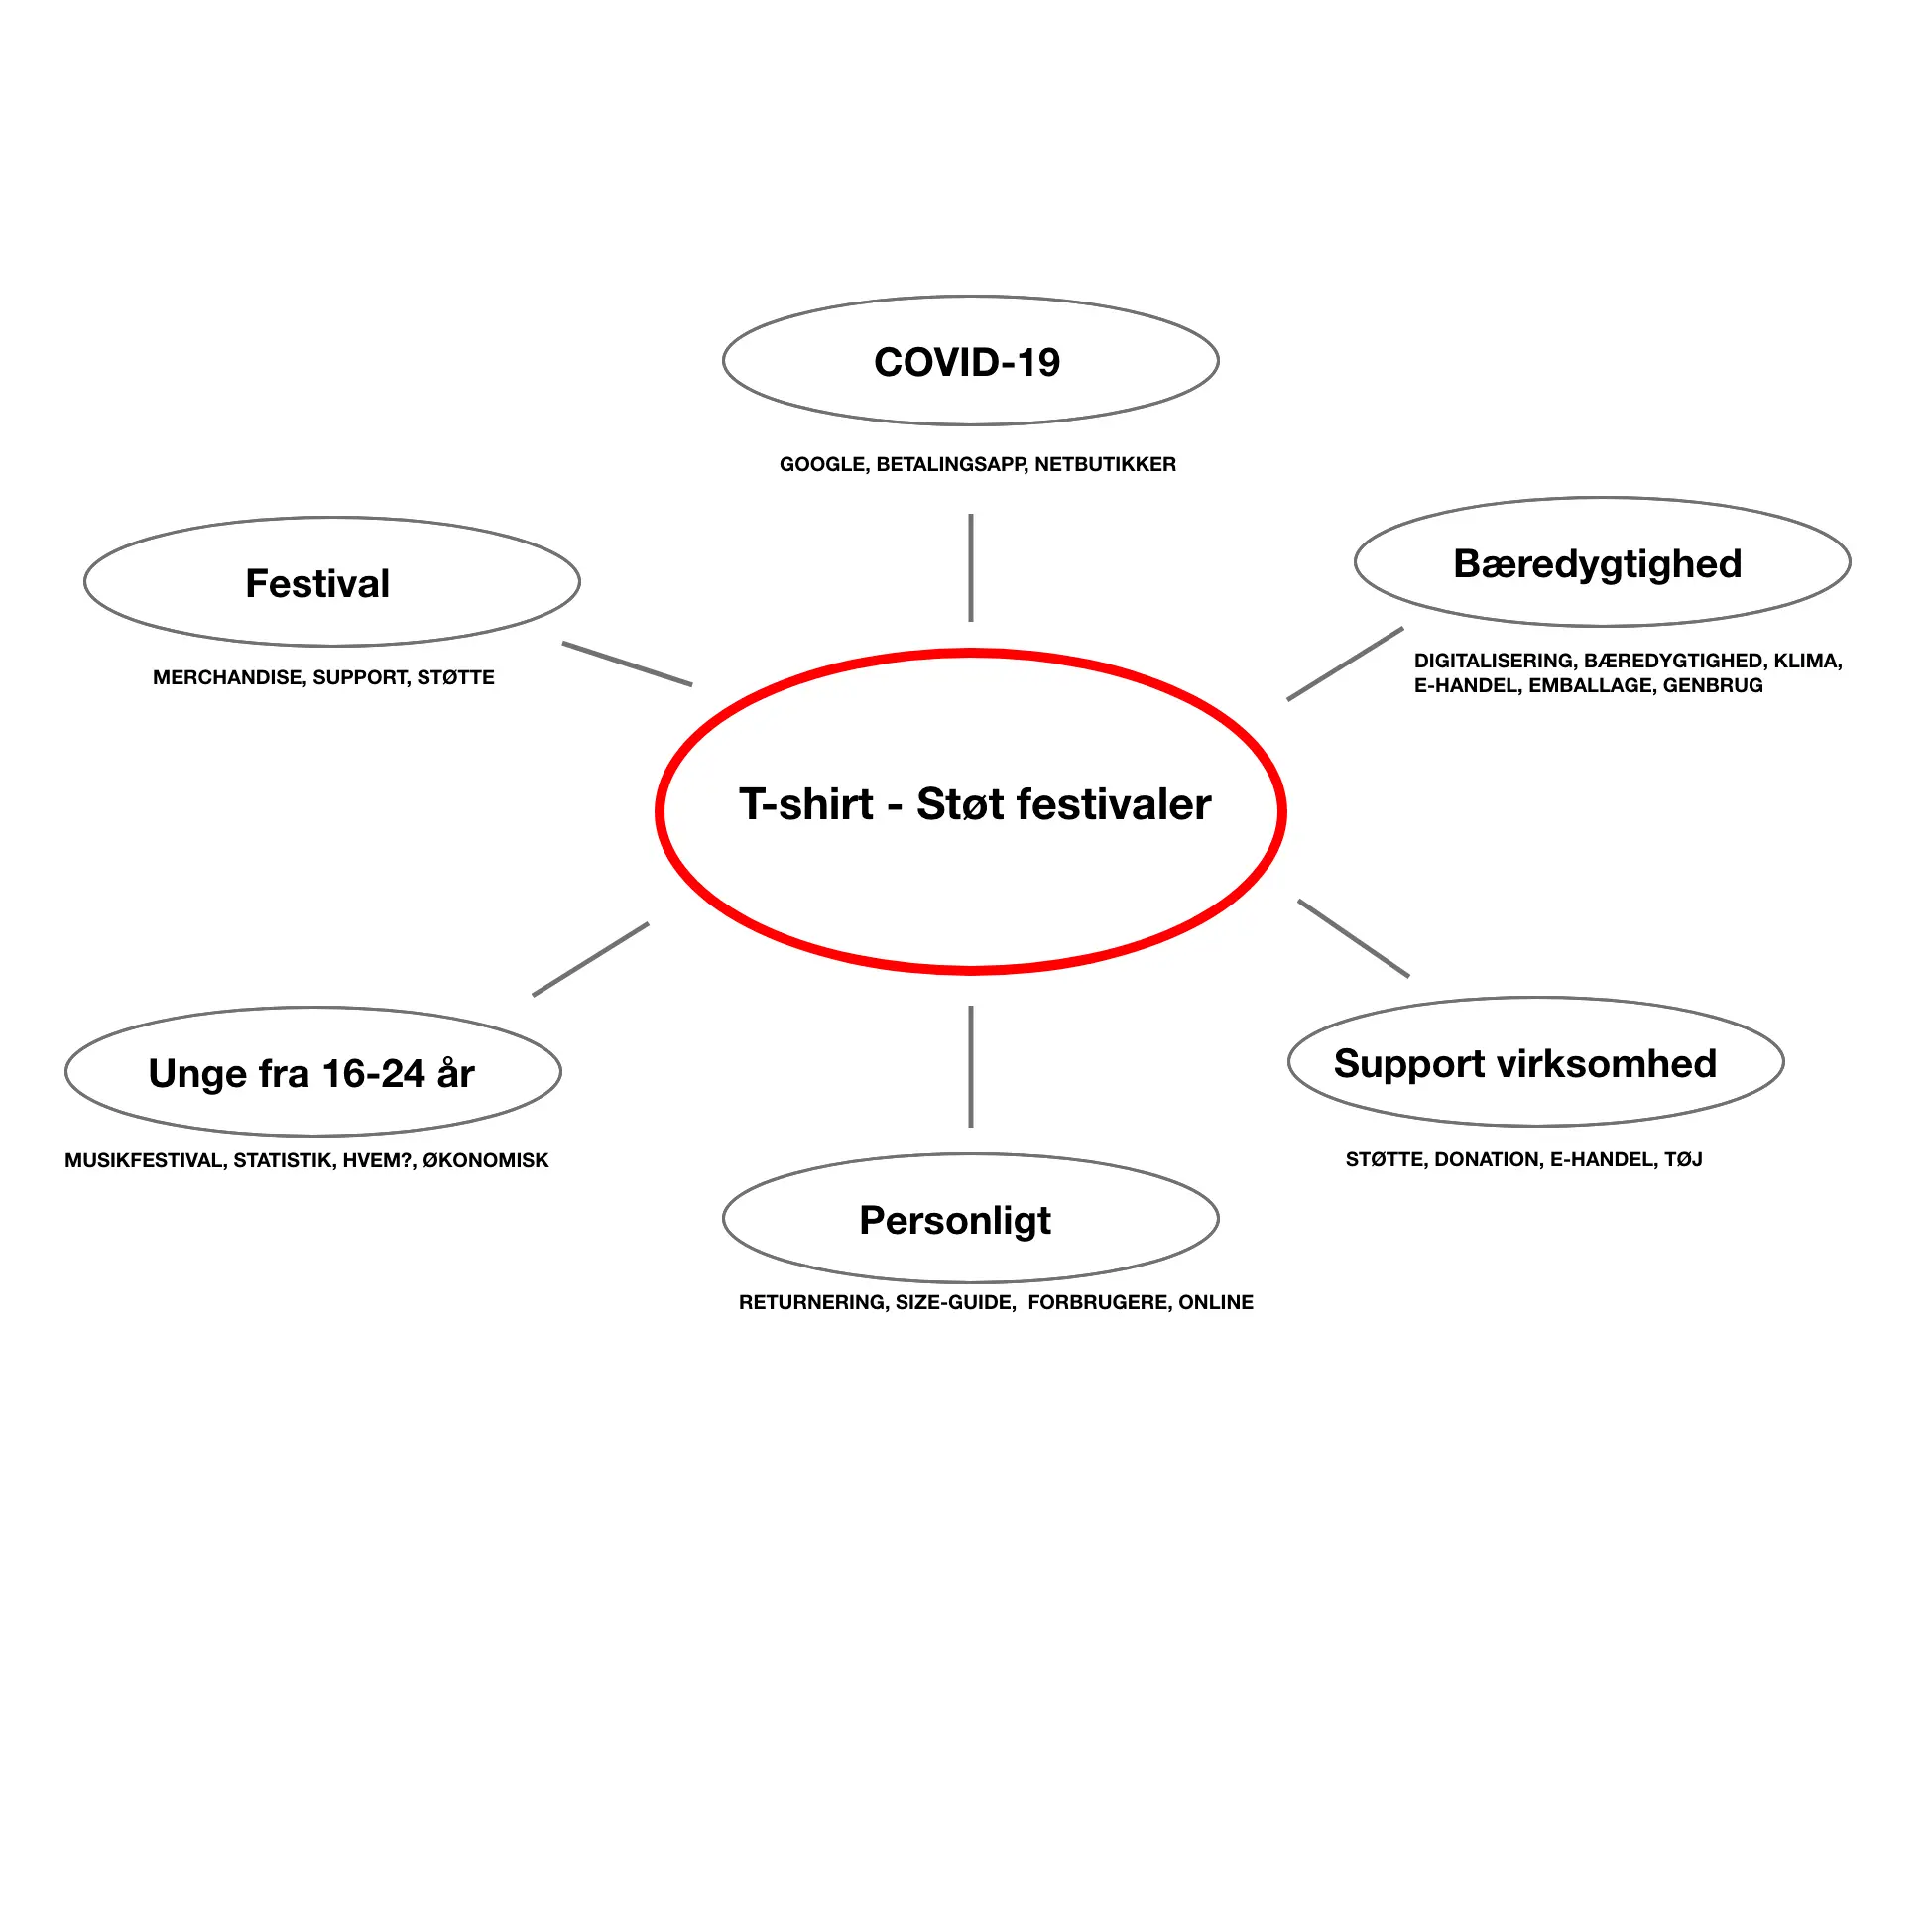 COVID-19
GOOGLE, BETALINGSAPP, NETBUTIKKER
Festival
MERCHANDISE, SUPPORT, STØTTE
Bæredygtighed
DIGITALISERING, BÆREDYGTIGHED, KLIMA,
E-HANDEL, EMBALLAGE, GENBRUG
T-shirt - Støt festivaler
Unge fra 16-24 år
MUSIKFESTIVAL, STATISTIK, HVEM?, ØKONOMISK
Support virksomhed
STØTTE, DONATION, E-HANDEL, TØJ
Personligt
RETURNERING, SIZE-GUIDE,  FORBRUGERE, ONLINE